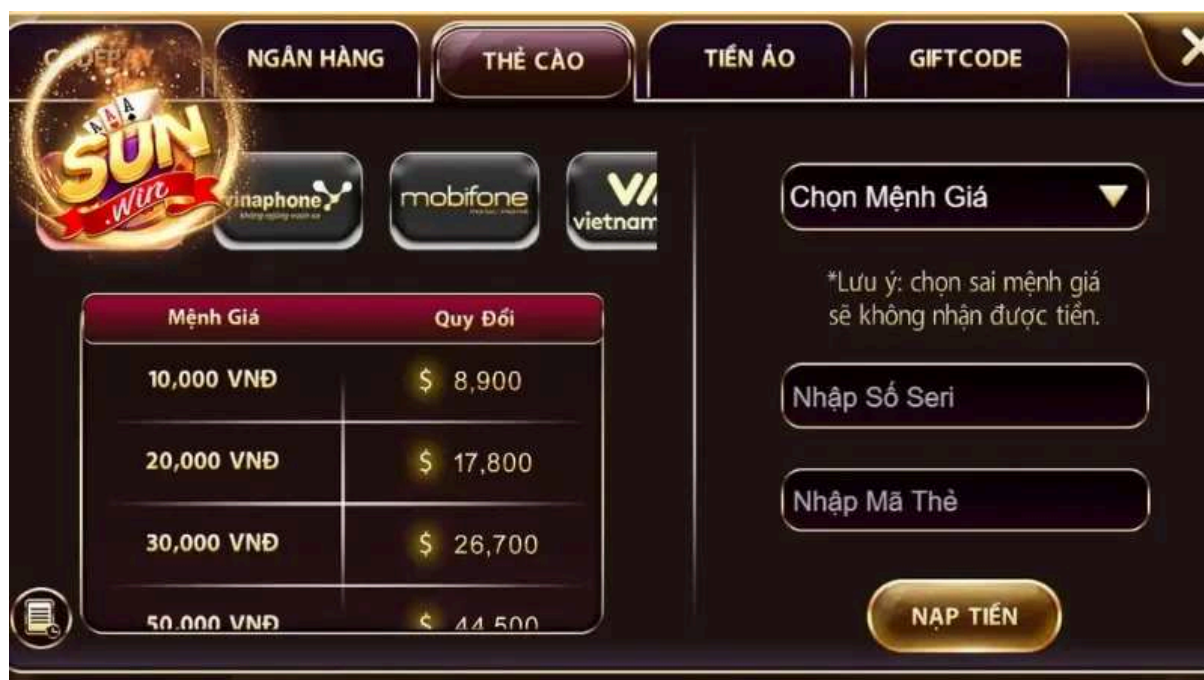 NGÂN HÀNG
THẺ CÀO
TIỀN ẢO
GIFTCODE
SUN
.Win
vinaphone
mobifone
vietnam
Chọn Mệnh Giá
*Lưu ý: chọn sai mệnh giá
sẽ không nhận được tiền.
Mệnh Giá Quy Đổi
10,000 VNĐ $ 8,900
20,000 VNĐ $ 17,800
30,000 VNĐ $ 26,700
50,000 VNĐ $ 44,500
Nhập Số Seri
Nhập Mã Thẻ
NẠP TIỀN